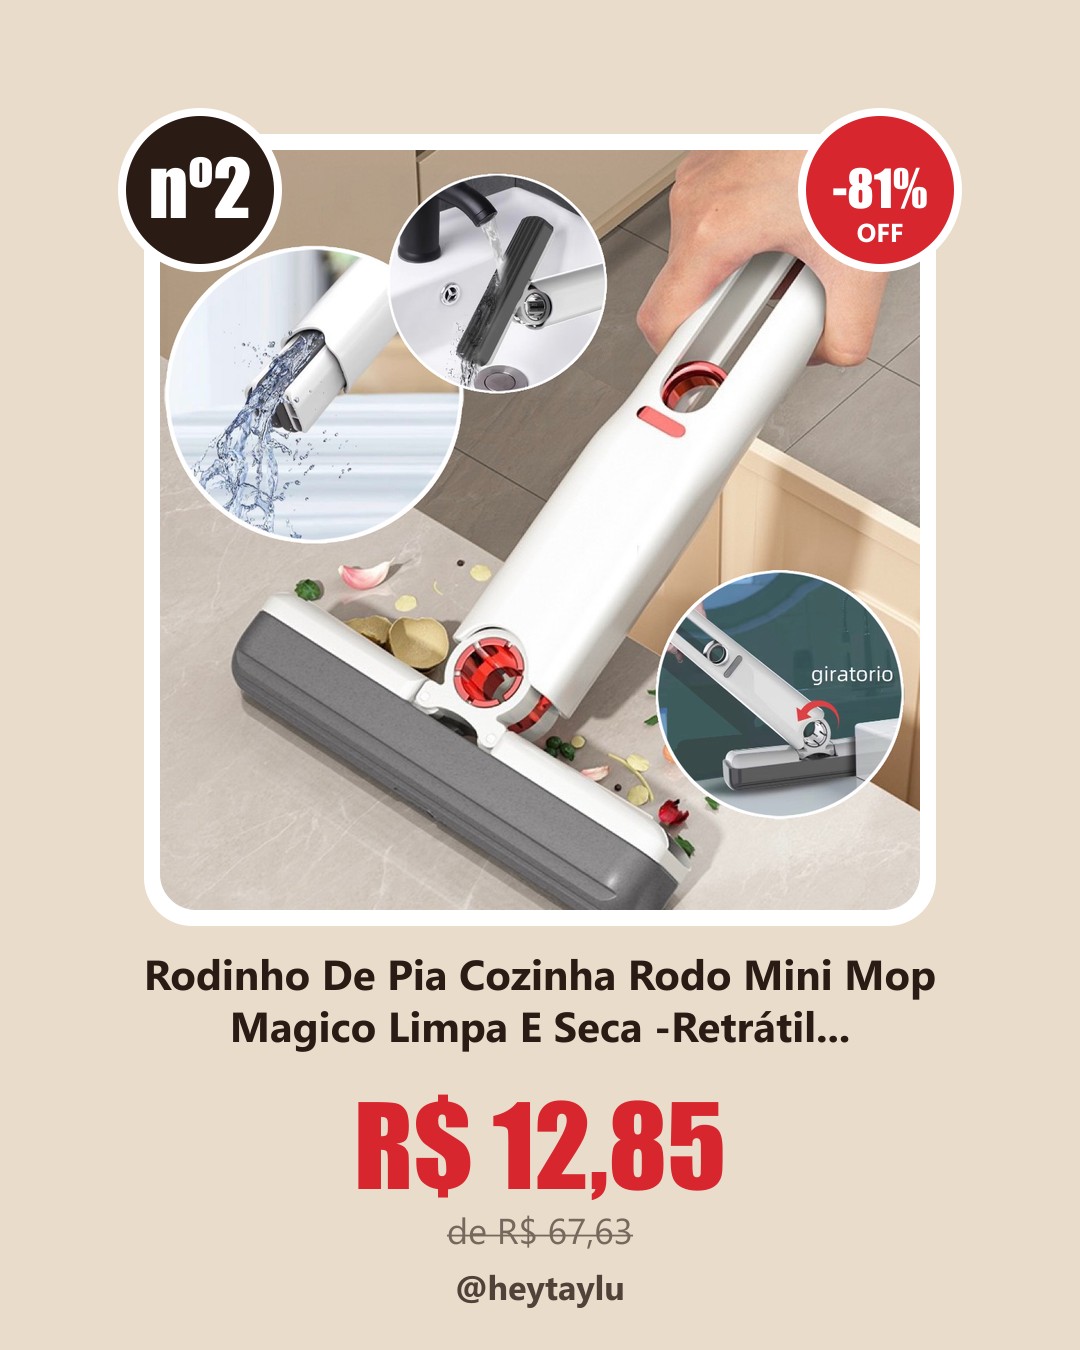 nº2
-81%
OFF
giratorio
Rodinho De Pia Cozinha Rodo Mini Mop
Magico Limpa E Seca -Retrátil...
R$ 12,85
de R$ 67,63
@heytaylu